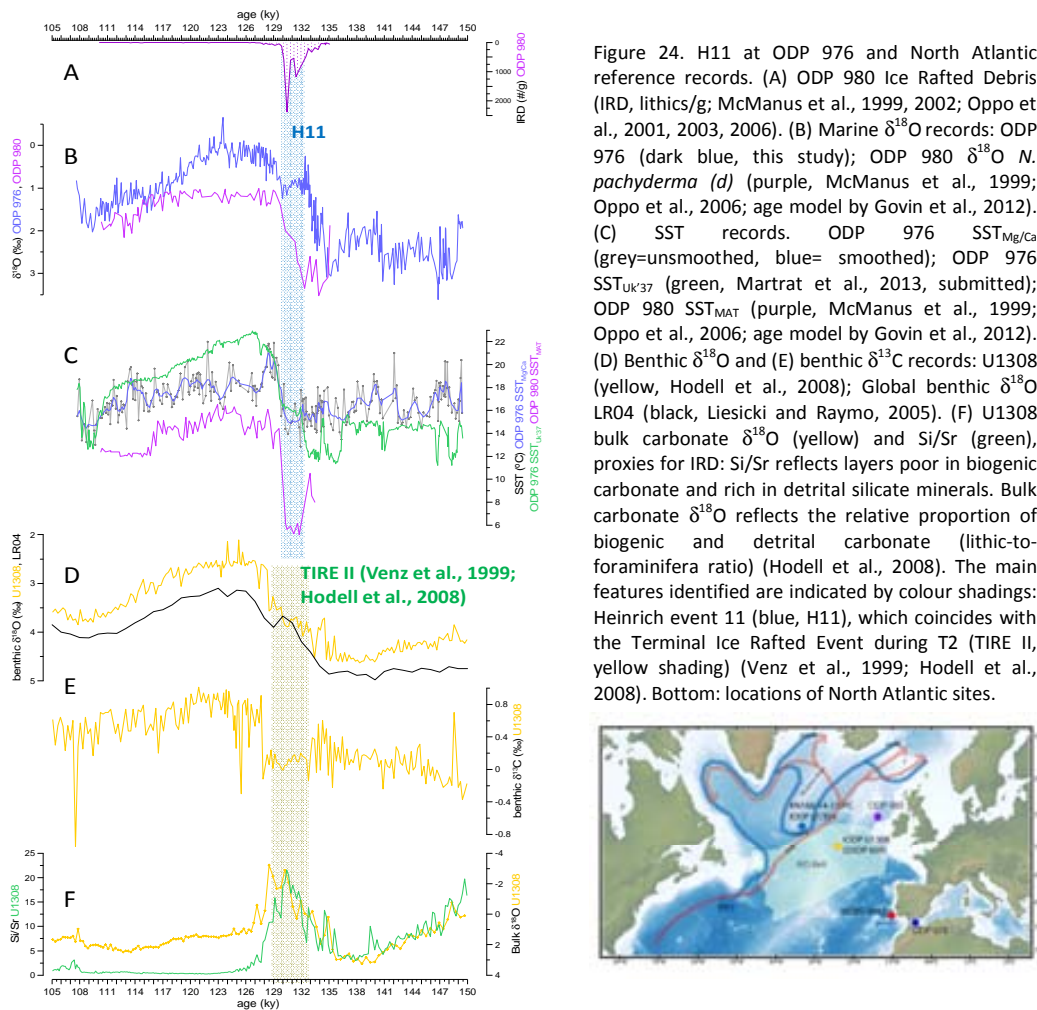 age (ky)
105 108 111 114 117 120 123 126 129 132 135 138 141 144 147 150
A
0
1000
2000
IRD (#/g) ODP 980
H11
B
0
1
2
3
δ18O (‰) ODP 976, ODP 980
C
22
20
18
16
14
12
10
8
6
SST (ºC) ODP 976 SSTMg/Ca
ODP 976 SSTUk'37 ODP 980 SSTMAT
D
2
3
4
5
benthic δ18O (‰) U1308, LR04
TIRE II (Venz et al., 1999;
Hodell et al., 2008)
E
0.8
0.4
0
-0.4
-0.8
benthic δ13C (‰) U1308
F
25
20
15
10
5
0
Si/Sr U1308
-4
-2
0
2
4
Bulk δ18O U1308
105 108 111 114 117 120 123 126 129 132 135 138 141 144 147 150
age (ky)
Figure 24. H11 at ODP 976 and North Atlantic
reference records. (A) ODP 980 Ice Rafted Debris
(IRD, lithics/g; McManus et al., 1999, 2002; Oppo et
al., 2001, 2003, 2006). (B) Marine δ18O records: ODP
976 (dark blue, this study); ODP 980 δ18O N.
pachyderma (d) (purple, McManus et al., 1999;
Oppo et al., 2006; age model by Govin et al., 2012).
(C) SST records. ODP 976 SSTMg/Ca
(grey=unsmoothed, blue= smoothed); ODP 976
SSTUk'37 (green, Martrat et al., 2013, submitted);
ODP 980 SSTMAT (purple, McManus et al., 1999;
Oppo et al., 2006; age model by Govin et al., 2012).
(D) Benthic δ18O and (E) benthic δ13C records: U1308
(yellow, Hodell et al., 2008); Global benthic δ18O
LR04 (black, Liesicki and Raymo, 2005). (F) U1308
bulk carbonate δ18O (yellow) and Si/Sr (green),
proxies for IRD: Si/Sr reflects layers poor in biogenic
carbonate and rich in detrital silicate minerals. Bulk
carbonate δ18O reflects the relative proportion of
biogenic and detrital carbonate (lithic-to-
foraminifera ratio) (Hodell et al., 2008). The main
features identified are indicated by colour shadings:
Heinrich event 11 (blue, H11), which coincides with
the Terminal Ice Rafted Event during T2 (TIRE II,
yellow shading) (Venz et al., 1999; Hodell et al.,
2008). Bottom: locations of North Atlantic sites.